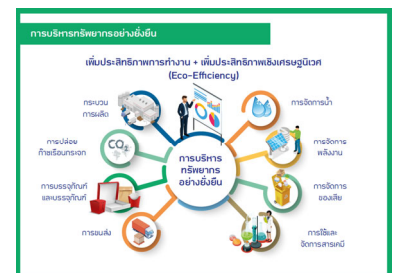 การบริหารทรัพยากรอย่างยั่งยืน
เพิ่มประสิทธิภาพการทำงาน + เพิ่มประสิทธิภาพเชิงเศรษฐนิเวศ
(Eco-Efficiency)
กระบวน
การผลิต
การปล่อย
ก๊าซเรือนกระจก
CO₂
การบรรจุภัณฑ์
และบรรจุภัณฑ์
การขนส่ง
การบริหาร
ทรัพยากร
อย่างยั่งยืน
การจัดการน้ำ
การจัดการ
พลังงาน
การจัดการ
ของเสีย
การใช้และ
จัดการสารเคมี